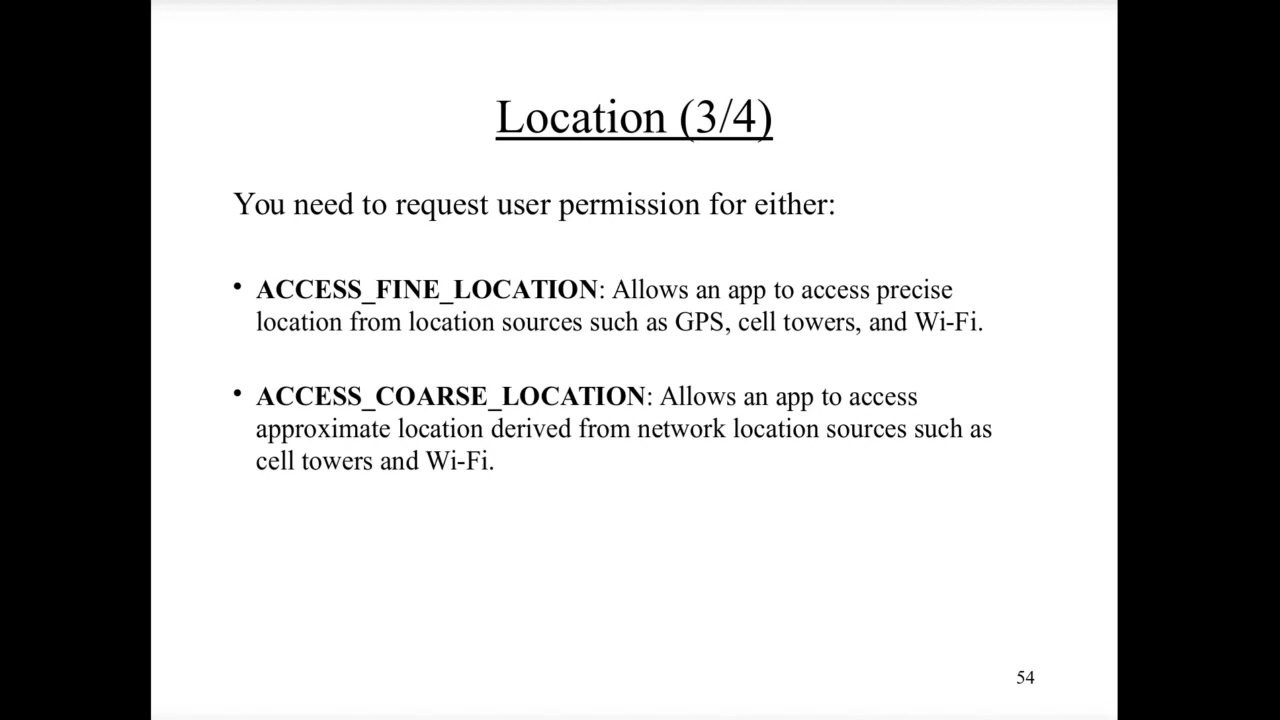 Location (3/4)
You need to request user permission for either:
• ACCESS_FINE_LOCATION: Allows an app to access precise
location from location sources such as GPS, cell towers, and Wi-Fi.
• ACCESS_COARSE_LOCATION: Allows an app to access
approximate location derived from network location sources such as
cell towers and Wi-Fi.
54